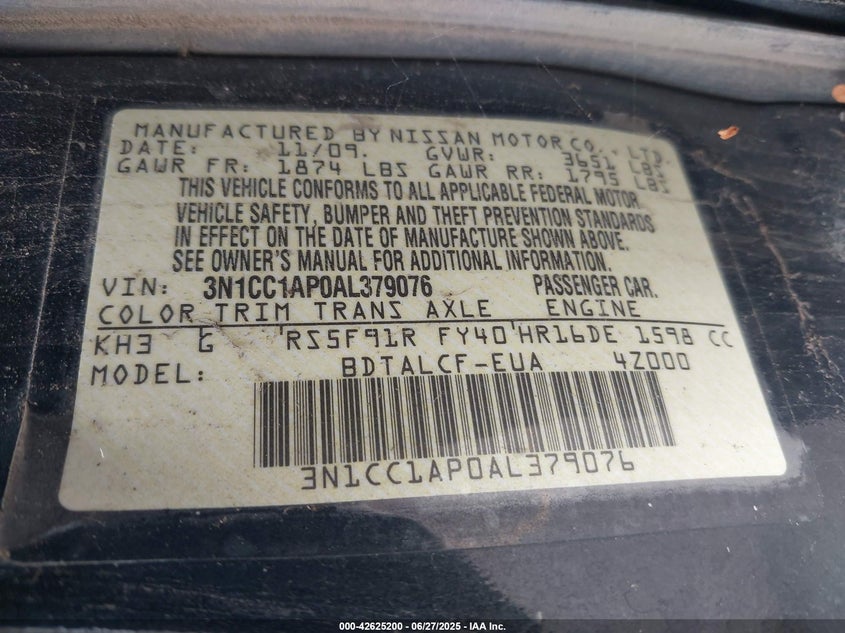 MANUFACTURED BY NISSAN MOTOR CO., LTD.
DATE: 11/09. GVWR: 3651 LBS
GAWR FR: 1874 LBS GAWR RR: 1795 LBS
THIS VEHICLE CONFORMS TO ALL APPLICABLE FEDERAL MOTOR
VEHICLE SAFETY, BUMPER AND THEFT PREVENTION STANDARDS
IN EFFECT ON THE DATE OF MANUFACTURE SHOWN ABOVE.
SEE OWNER'S MANUAL FOR ADDITIONAL INFORMATION.
VIN: 3N1CC1AP0AL379076 PASSENGER CAR.
COLOR TRIM TRANS AXLE ENGINE
KH3 G RS5F91R FY40 HR16DE 1598 CC
MODEL: BDTALCF-EUA 4Z000
3N1CC1AP0AL379076
000-42625200 - 06/27/2025 - IAA Inc.